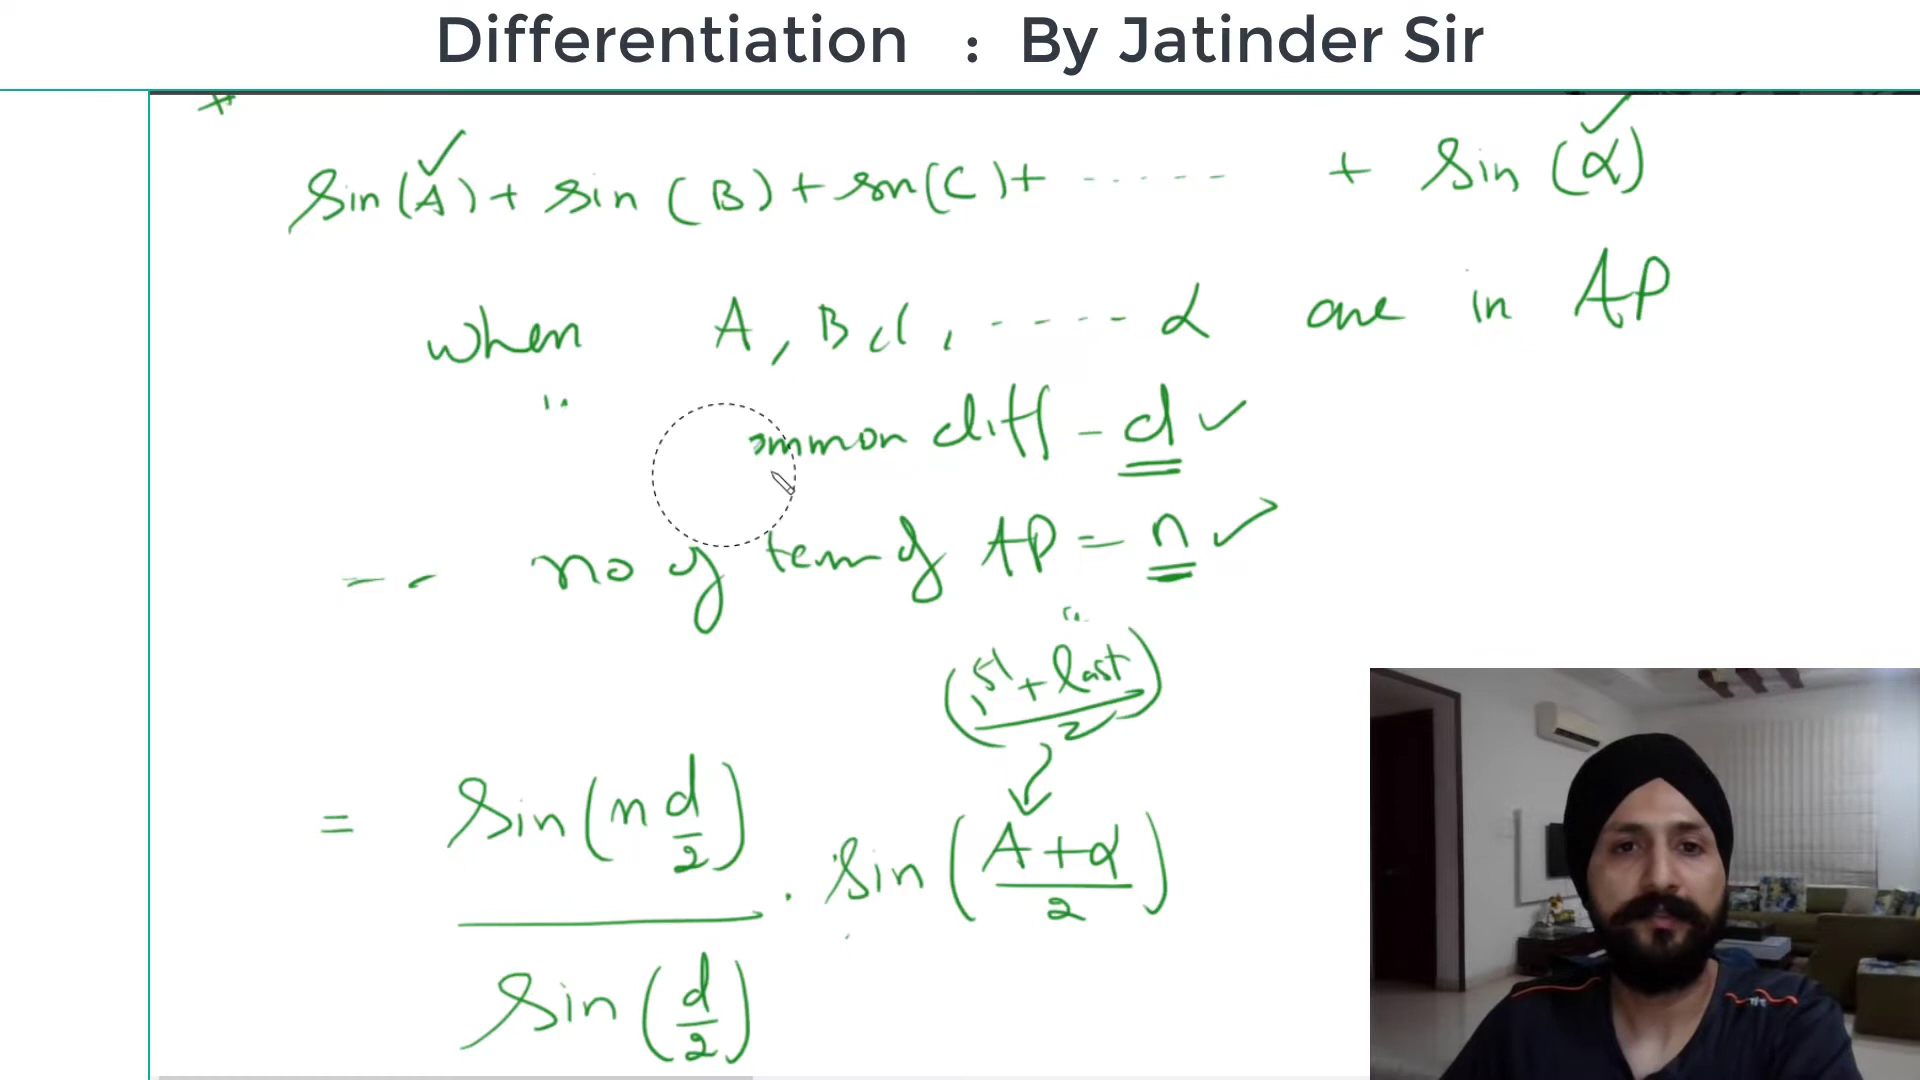 Differentiation : By Jatinder Sir
sin(A) + sin(B) + sin(C) + ------ + sin(α)
when A, B, C, ---- α are in AP
ommon diff - d
-- no of term of AP = n
(1st + last)
2
= sin(n d/2) . sin(A+α/2)
sin(d/2)